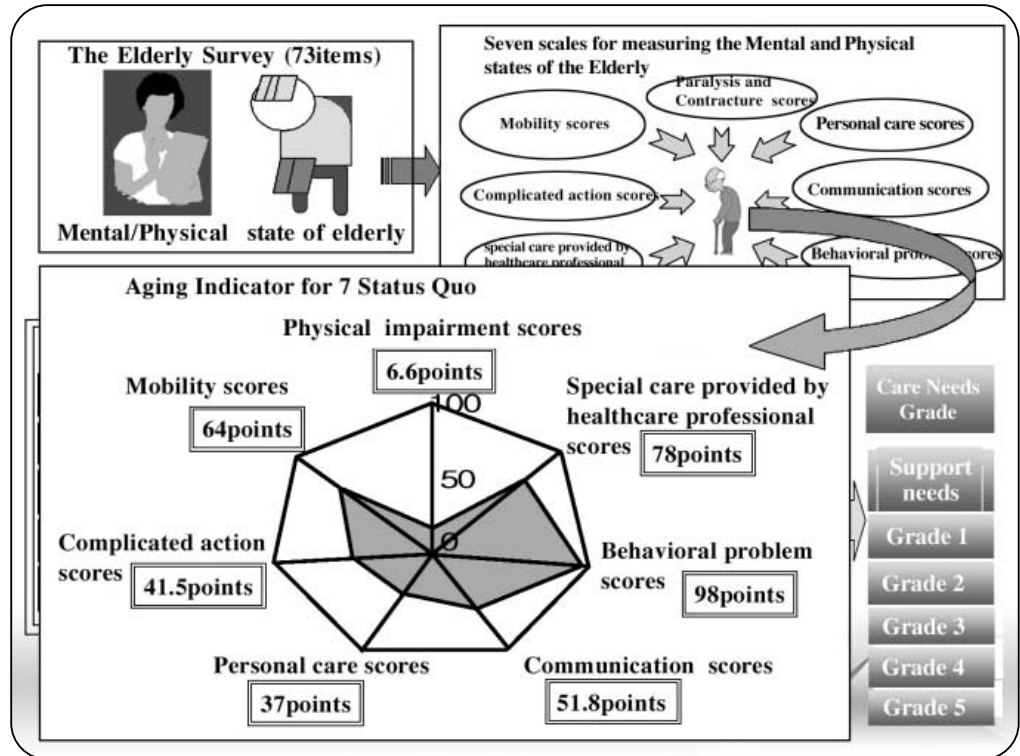 The Elderly Survey (73items)
Mental/Physical state of elderly
Seven scales for measuring the Mental and Physical
states of the Elderly
Paralysis and
Contracture scores
Mobility scores
Personal care scores
Complicated action scores
Communication scores
special care provided by
healthcare professional
Behavioral problem scores
Aging Indicator for 7 Status Quo
Physical impairment scores
6.6points
Mobility scores
64points
Special care provided by
healthcare professional
scores
78points
100
50
0
Complicated action
scores
41.5points
Behavioral problem
scores
98points
Personal care scores
37points
Communication scores
51.8points
Care Needs
Grade
Support
needs
Grade 1
Grade 2
Grade 3
Grade 4
Grade 5